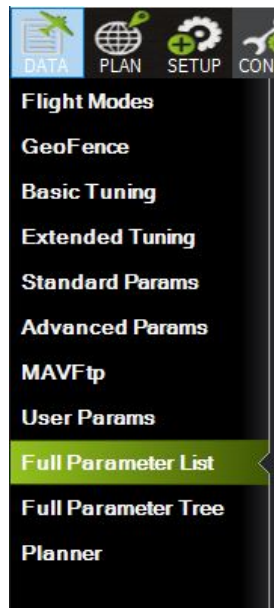 DATA PLAN SETUP CON
Flight Modes
GeoFence
Basic Tuning
Extended Tuning
Standard Params
Advanced Params
MAVFtp
User Params
Full Parameter List
Full Parameter Tree
Planner